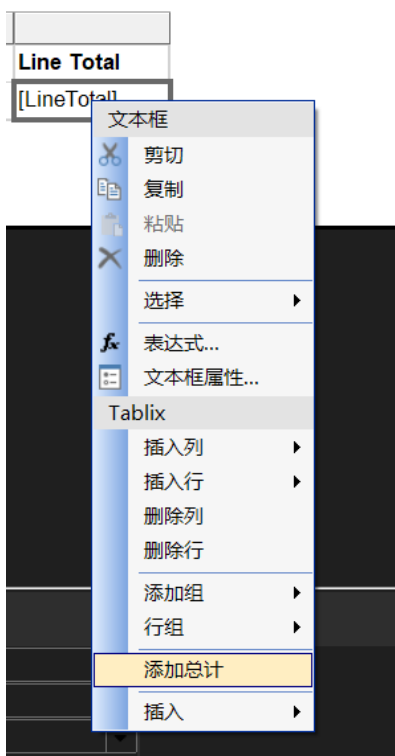 Line Total
[LineTotal]
文本框
剪切
复制
粘贴
删除
选择
fx 表达式...
文本框属性...
Tablix
插入列
插入行
删除列
删除行
添加组
行组
添加总计
插入